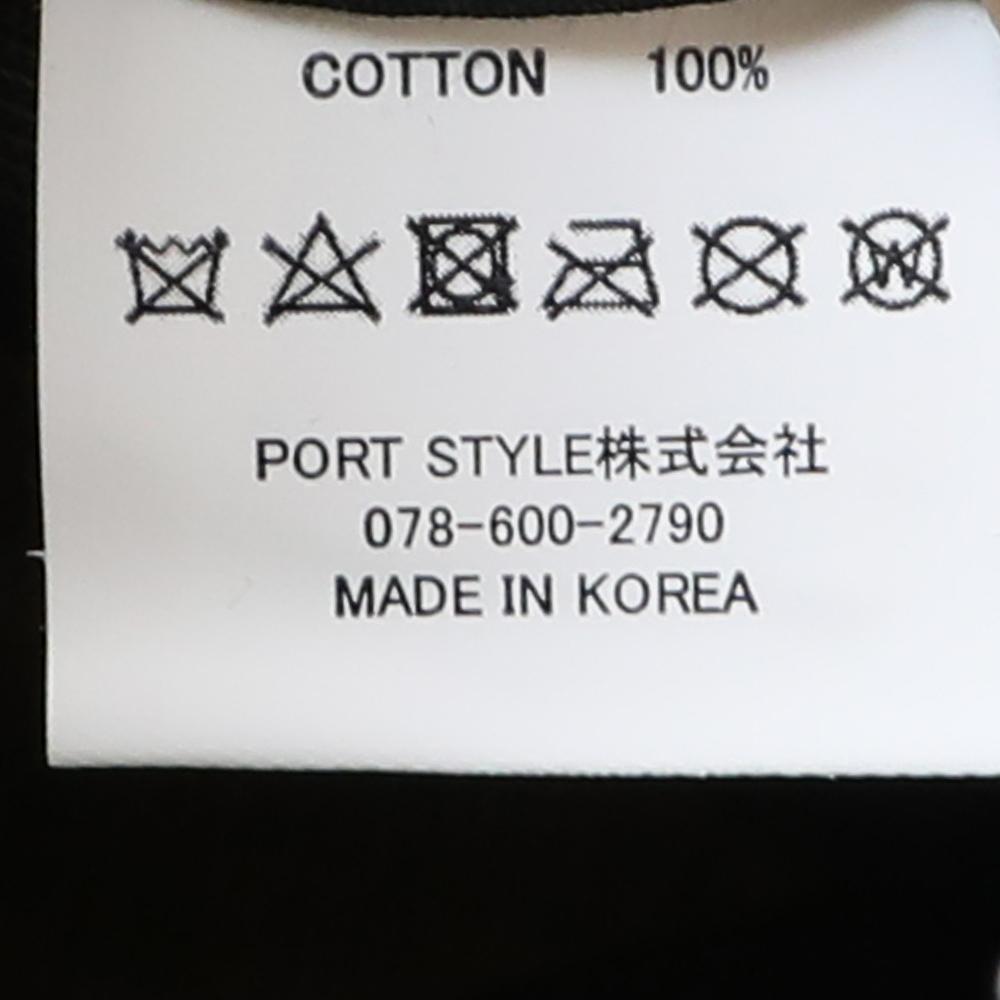 COTTON 100%
W
PORT STYLE株式会社
078-600-2790
MADE IN KOREA